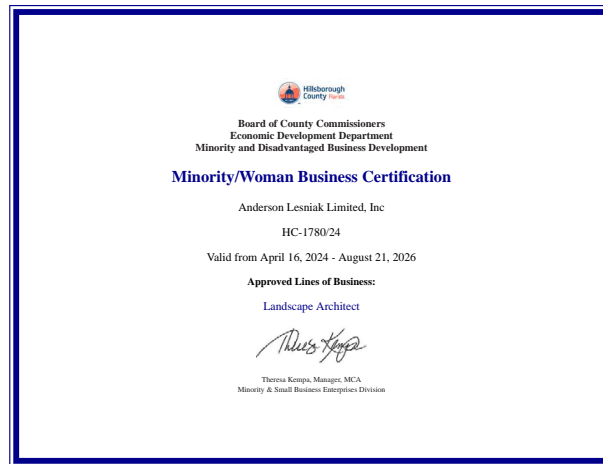 Hillsborough
County Florida
Board of County Commissioners
Economic Development Department
Minority and Disadvantaged Business Development
Minority/Woman Business Certification
Anderson Lesniak Limited, Inc
HC-1780/24
Valid from April 16, 2024 - August 21, 2026
Approved Lines of Business:
Landscape Architect
Theresa Kempa
Theresa Kempa, Manager, MCA
Minority & Small Business Enterprises Division